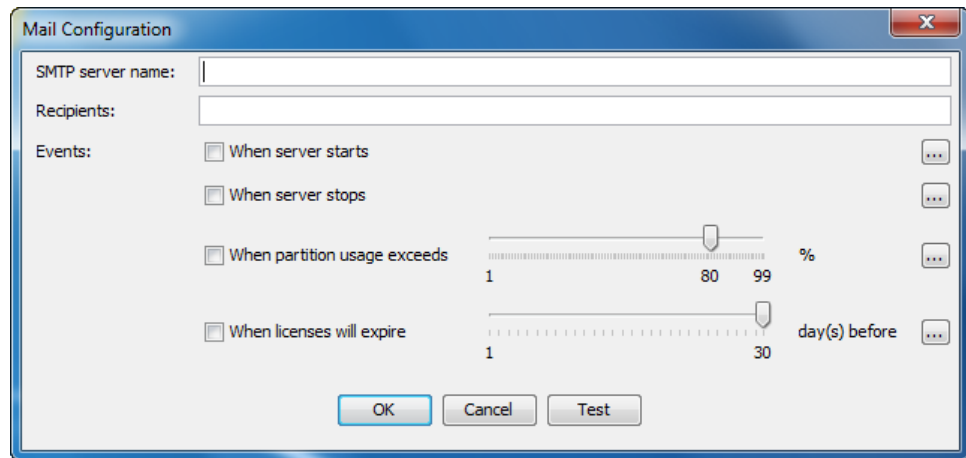 Mail Configuration
SMTP server name:
Recipients:
Events: When server starts ...
When server stops ...
When partition usage exceeds % ...
1 80 99
When licenses will expire day(s) before ...
1 30
OK Cancel Test